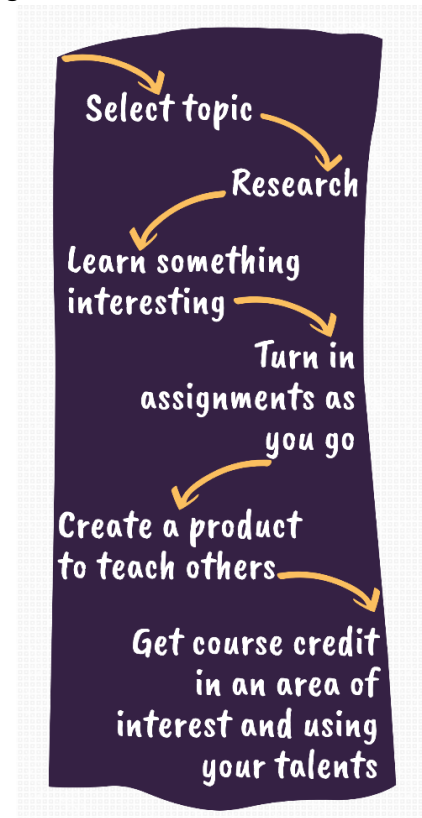 Select topic
Research
Learn something
interesting
Turn in
assignments as
you go
Create a product
to teach others
Get course credit
in an area of
interest and using
your talents